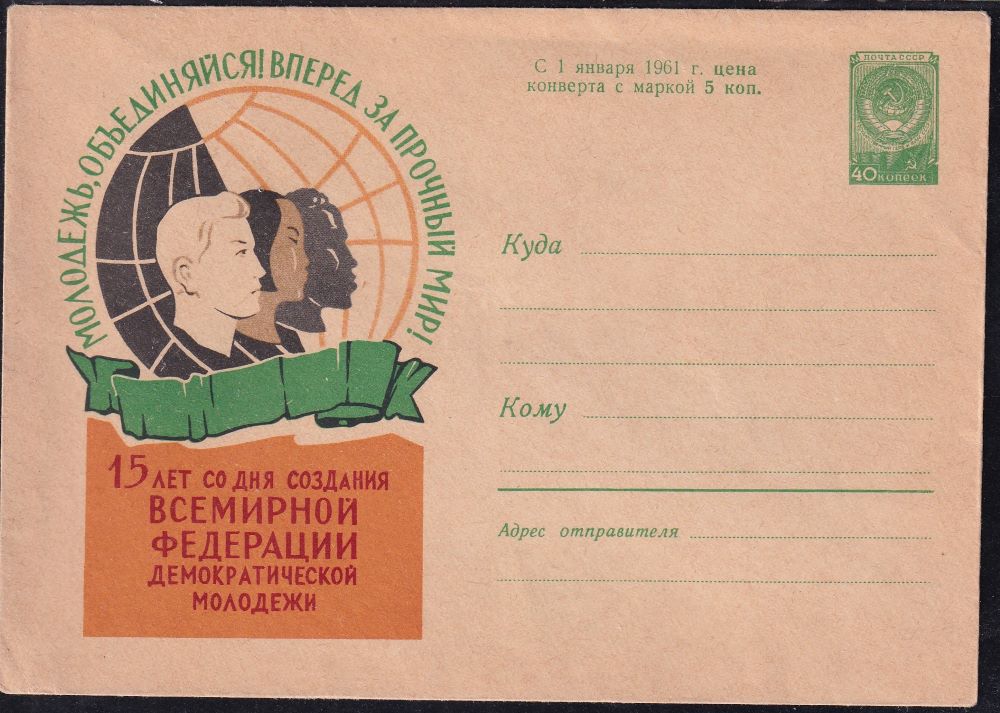 МОЛОДЕЖЬ, ОБЪЕДИНЯЙСЯ! ВПЕРЕД ЗА ПРОЧНЫЙ МИР!
15 ЛЕТ СО ДНЯ СОЗДАНИЯ
ВСЕМИРНОЙ
ФЕДЕРАЦИИ
ДЕМОКРАТИЧЕСКОЙ
МОЛОДЕЖИ
С 1 января 1961 г. цена
конверта с маркой 5 коп.
ПОЧТА СССР
40 КОПЕЕК
Куда
Кому
Адрес отправителя